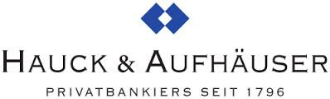 HAUCK & AUFHÄUSER
PRIVATBANKIERS SEIT 1796